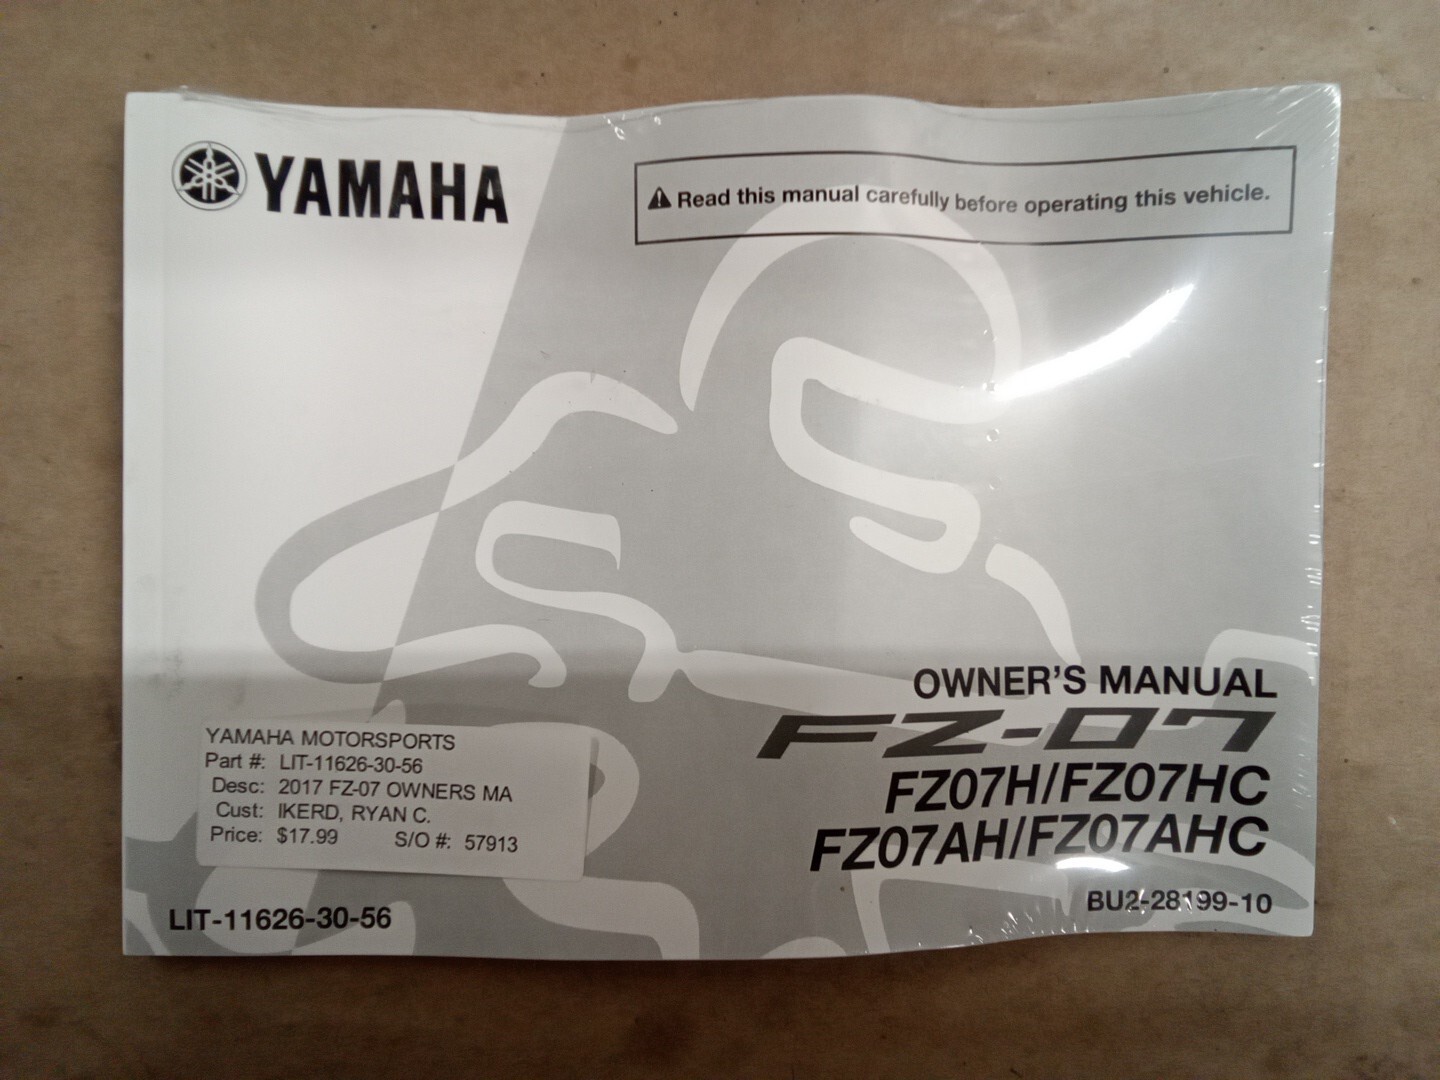 YAMAHA
Read this manual carefully before operating this vehicle.
OWNER'S MANUAL
FZ-07
FZ07H/FZ07HC
FZ07AH/FZ07AHC
BU2-28199-10
YAMAHA MOTORSPORTS
Part #: LIT-11626-30-56
Desc: 2017 FZ-07 OWNERS MA
Cust: IKERD, RYAN C.
Price: $17.99 S/O #: 57913
LIT-11626-30-56